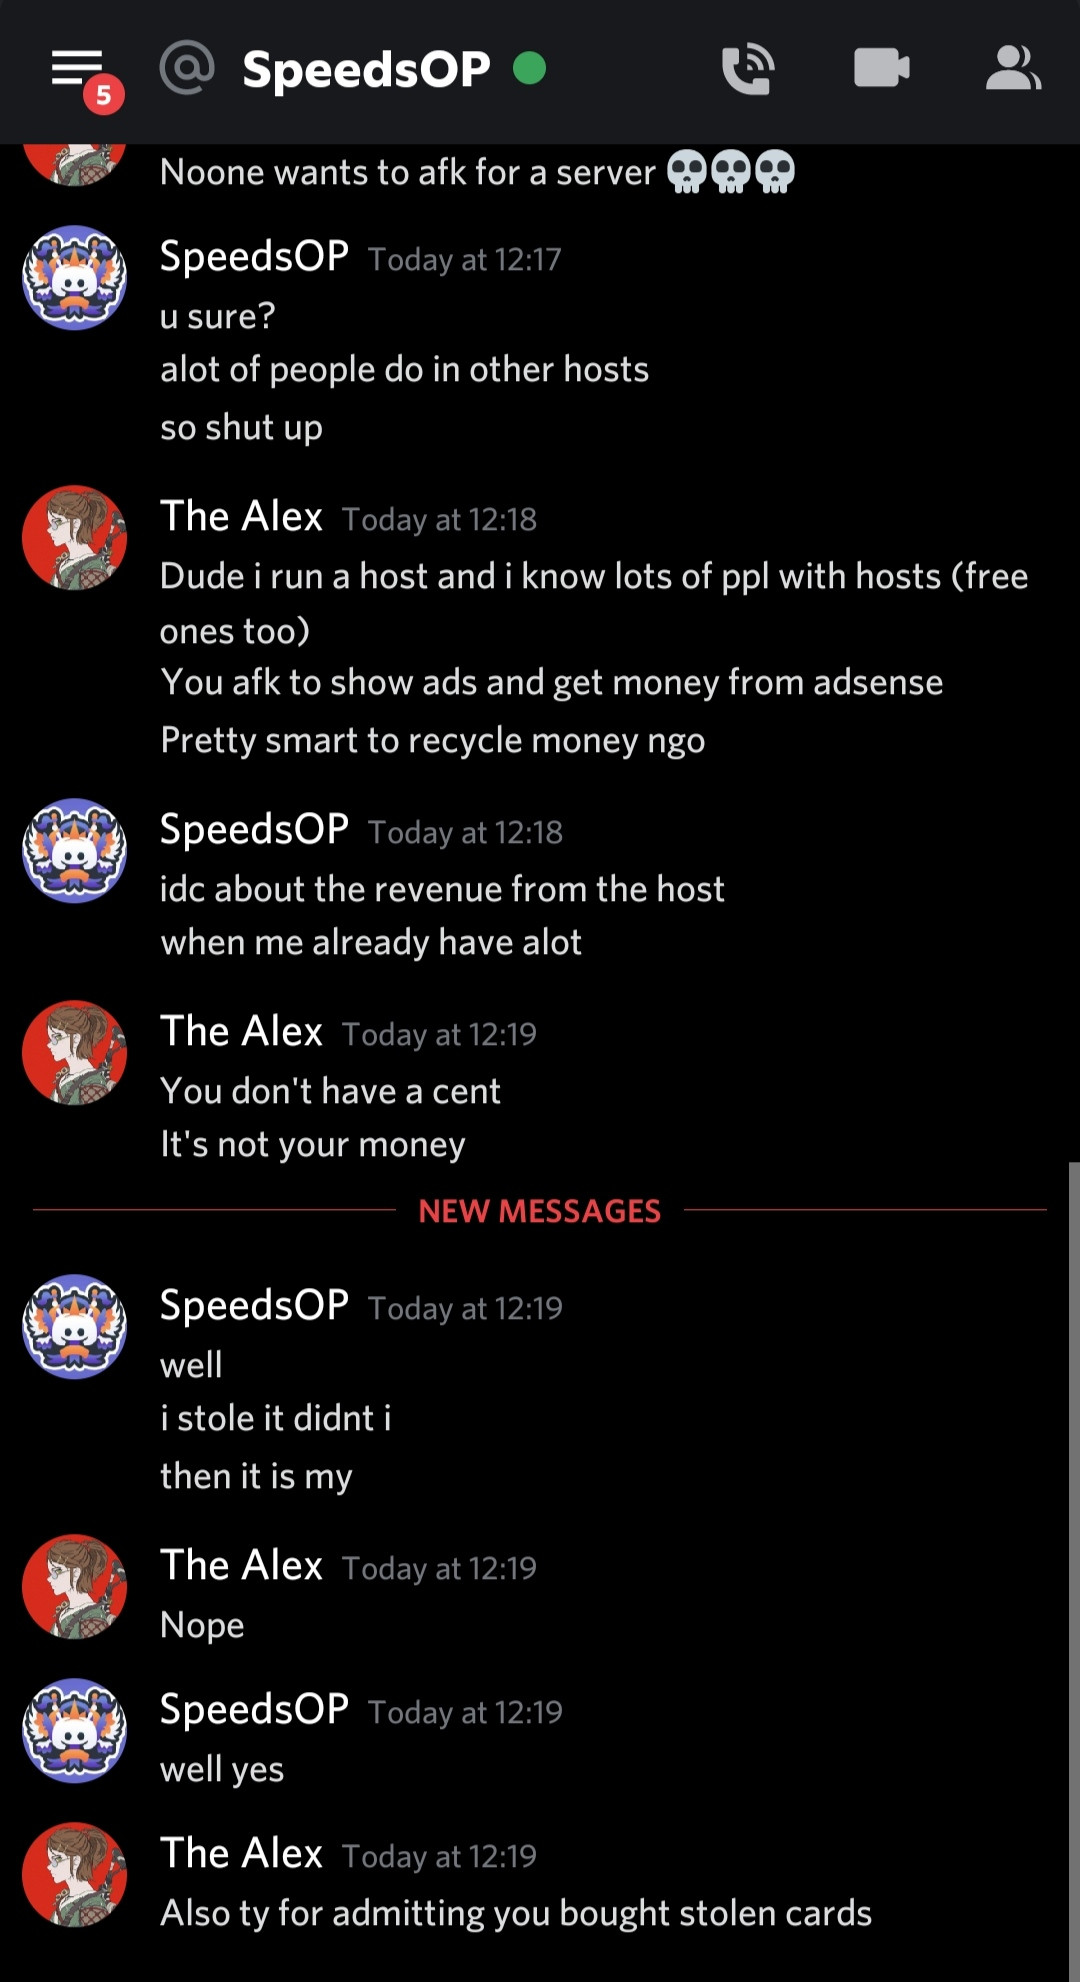 5
@ SpeedsOP
Noone wants to afk for a server 💀💀💀
SpeedsOP Today at 12:17
u sure?
alot of people do in other hosts
so shut up
The Alex Today at 12:18
Dude i run a host and i know lots of ppl with hosts (free
ones too)
You afk to show ads and get money from adsense
Pretty smart to recycle money ngo
SpeedsOP Today at 12:18
idc about the revenue from the host
when me already have alot
The Alex Today at 12:19
You don't have a cent
It's not your money
NEW MESSAGES
SpeedsOP Today at 12:19
well
i stole it didnt i
then it is my
The Alex Today at 12:19
Nope
SpeedsOP Today at 12:19
well yes
The Alex Today at 12:19
Also ty for admitting you bought stolen cards